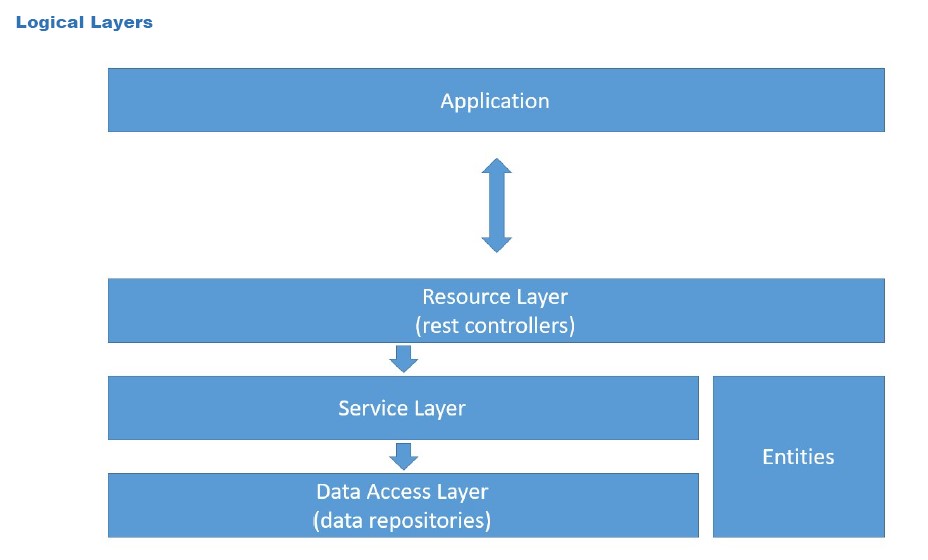 Logical Layers
Application
Resource Layer
(rest controllers)
Service Layer
Entities
Data Access Layer
(data repositories)